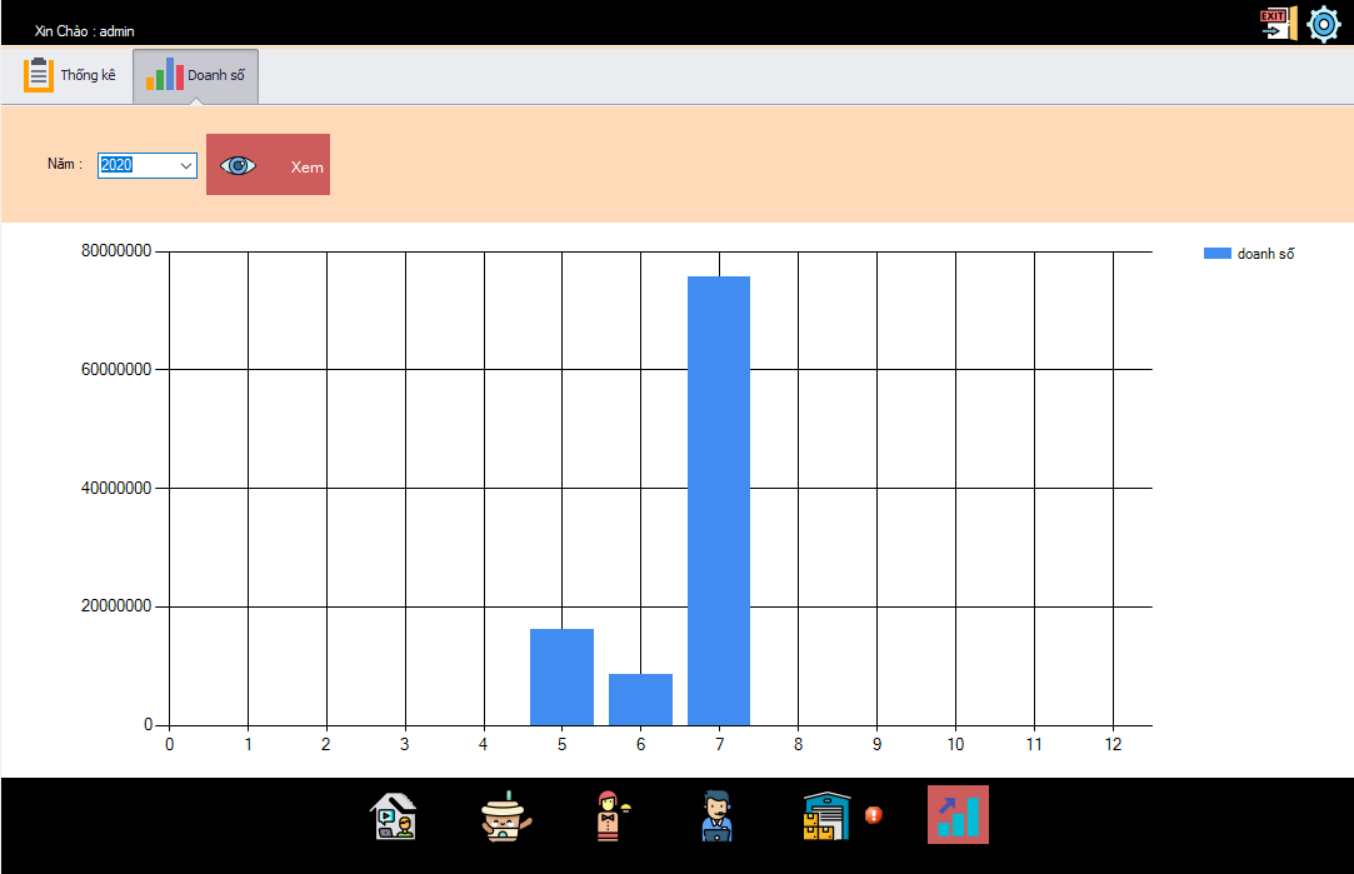 Xin Chào : admin
EXIT
Thống kê
Doanh số
Năm :
2020
Xem
80000000
60000000
40000000
20000000
0
doanh số
0 1 2 3 4 5 6 7 8 9 10 11 12